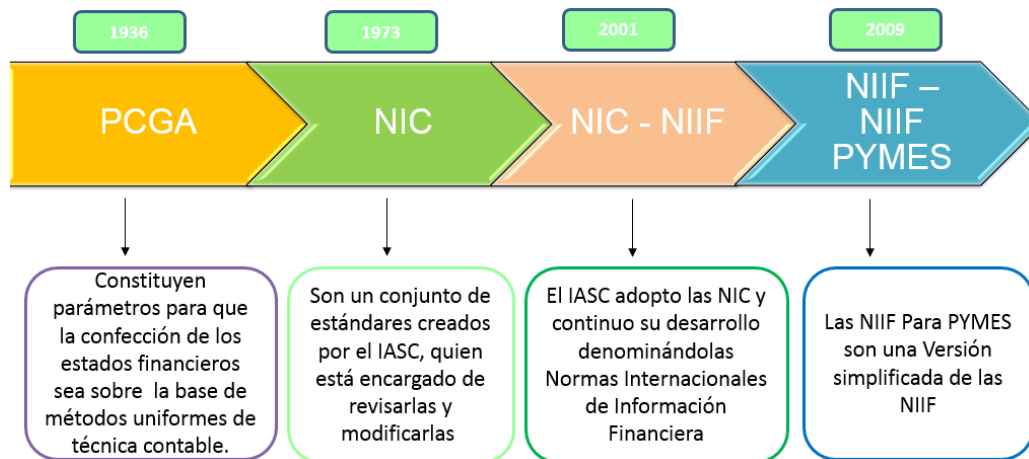 1936
1973
2001
2009
PCGA
NIC
NIC - NIIF
NIIF –
NIIF
PYMES
Constituyen
parámetros para que
la confección de los
estados financieros
sea sobre la base de
métodos uniformes de
técnica contable.
Son un conjunto de
estándares creados
por el IASC, quien
está encargado de
revisarlas y
modificarlas
El IASC adopto las NIC y
continuo su desarrollo
denominándolas
Normas Internacionales
de Información
Financiera
Las NIIF Para PYMES
son una Versión
simplificada de las
NIIF